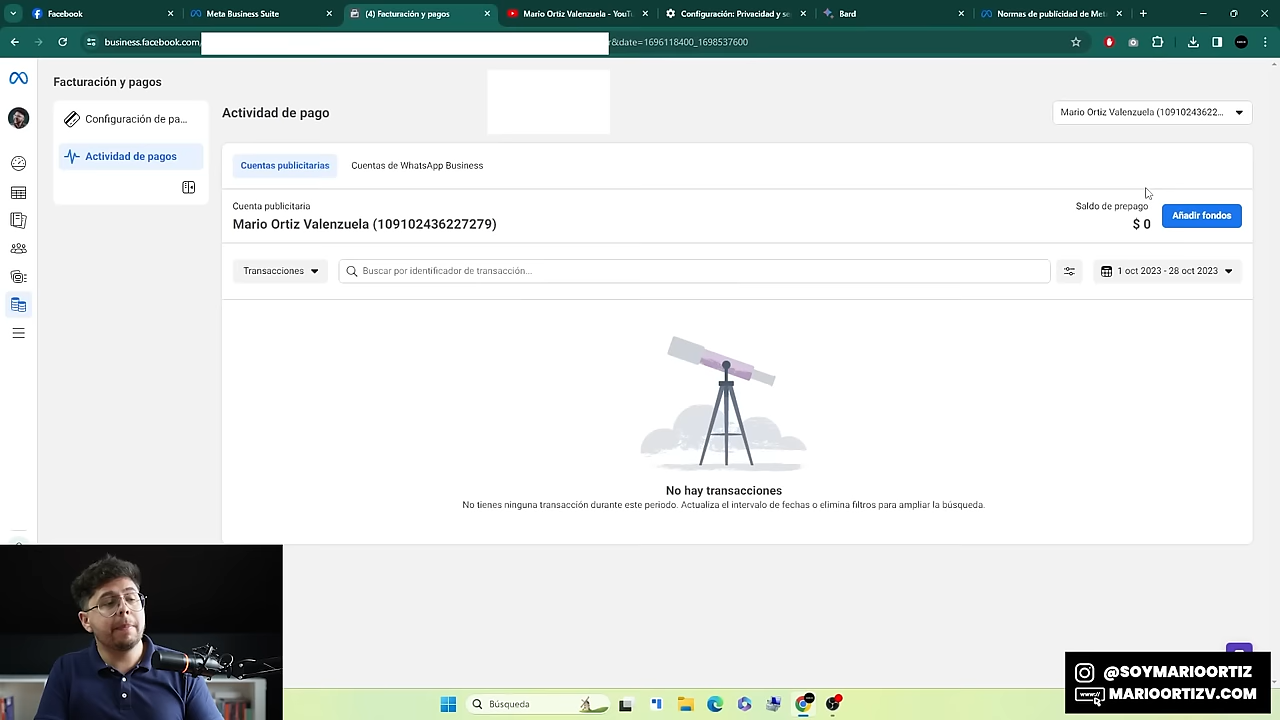 Facebook
Meta Business Suite
(4) Facturación y pagos
Mario Ortiz Valenzuela - YouTu
Configuración: Privacidad y se
Bard
Normas de publicidad de Met
business.facebook.com
r&date=1696118400_1698537600
Facturación y pagos
Configuración de pa...
Actividad de pagos
Actividad de pago
Mario Ortiz Valenzuela (10910243622...
Cuentas publicitarias
Cuentas de WhatsApp Business
Cuenta publicitaria
Mario Ortiz Valenzuela (109102436227279)
Saldo de prepago
$ 0
Añadir fondos
Transacciones
Buscar por identificador de transacción...
1 oct 2023 - 28 oct 2023
No hay transacciones
No tienes ninguna transacción durante este periodo. Actualiza el intervalo de fechas o elimina filtros para ampliar la búsqueda.
@SOYMARIOORTIZ
www//
MARIOORTIZV.COM
Búsqueda